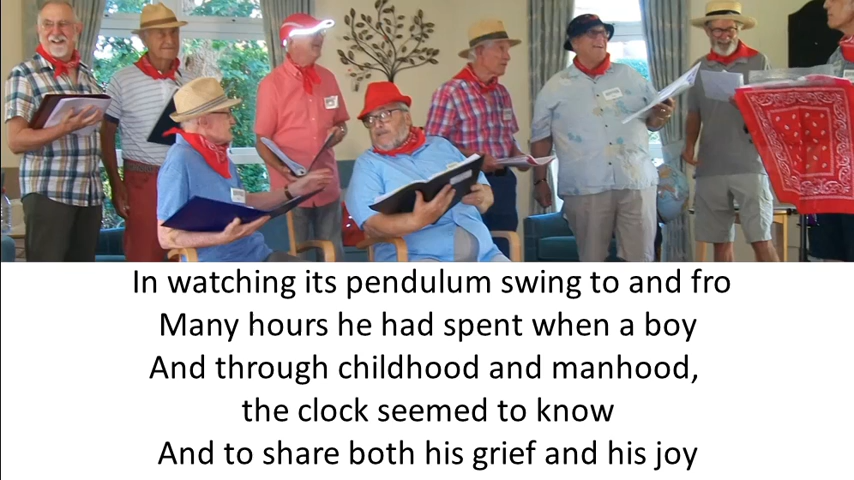 In watching its pendulum swing to and fro
Many hours he had spent when a boy
And through childhood and manhood,
the clock seemed to know
And to share both his grief and his joy